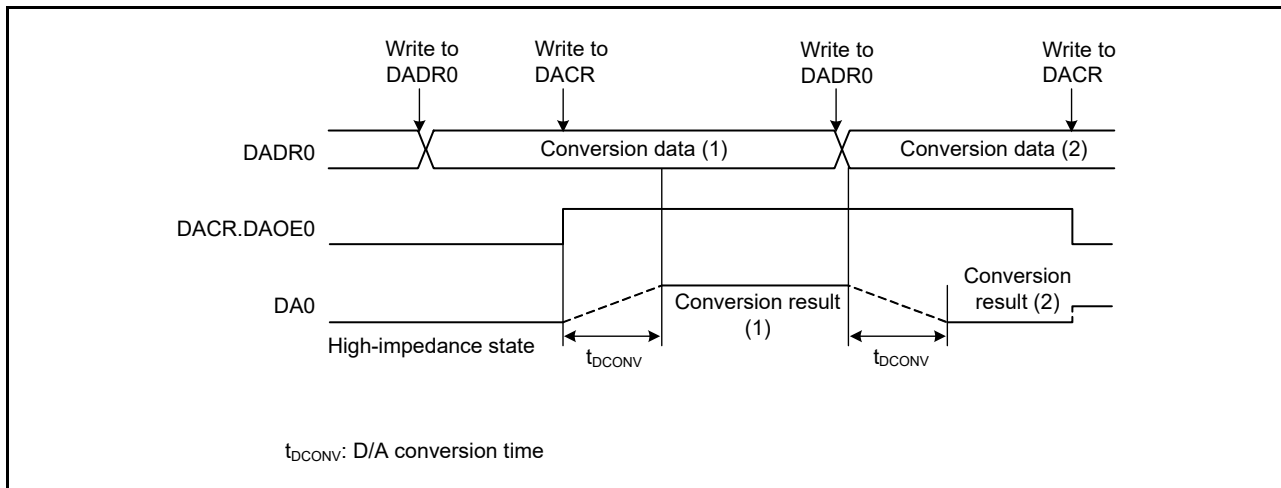 Write to
DADR0
Write to
DACR
Write to
DADR0
Write to
DACR
DADR0
Conversion data (1)
Conversion data (2)
DACR.DAOE0
DA0
Conversion result
(1)
Conversion
result (2)
High-impedance state
tDCONV
tDCONV
tDCONV: D/A conversion time